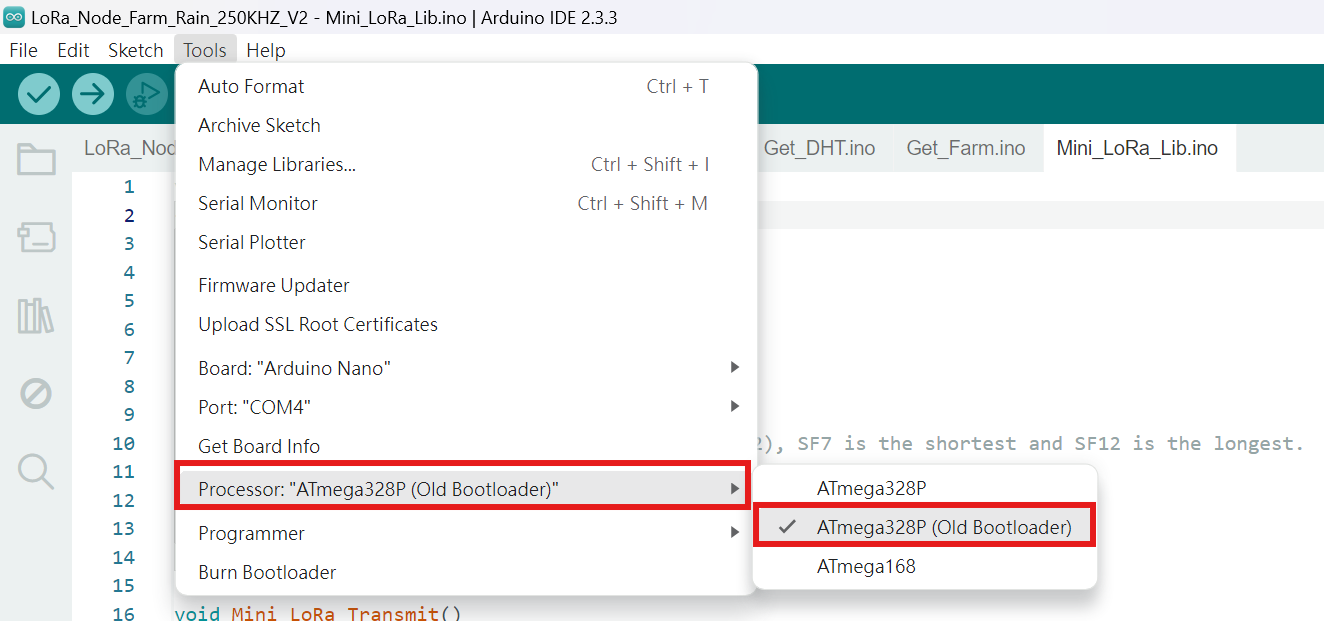 LoRa_Node_Farm_Rain_250KHZ_V2 - Mini_LoRa_Lib.ino | Arduino IDE 2.3.3
File Edit Sketch Tools Help
LoRa_Nod Get_DHT.ino Get_Farm.ino Mini_LoRa_Lib.ino
Auto Format Ctrl + T
Archive Sketch
Manage Libraries... Ctrl + Shift + I
Serial Monitor Ctrl + Shift + M
Serial Plotter
Firmware Updater
Upload SSL Root Certificates
Board: "Arduino Nano"
Port: "COM4"
Get Board Info
Processor: "ATmega328P (Old Bootloader)"
Programmer
Burn Bootloader
ATmega328P
ATmega328P (Old Bootloader)
ATmega168
1
2
3
4
5
6
7
8
9
10 2), SF7 is the shortest and SF12 is the longest.
11
12
13
14
15
16 void Mini_LoRa_Transmit()